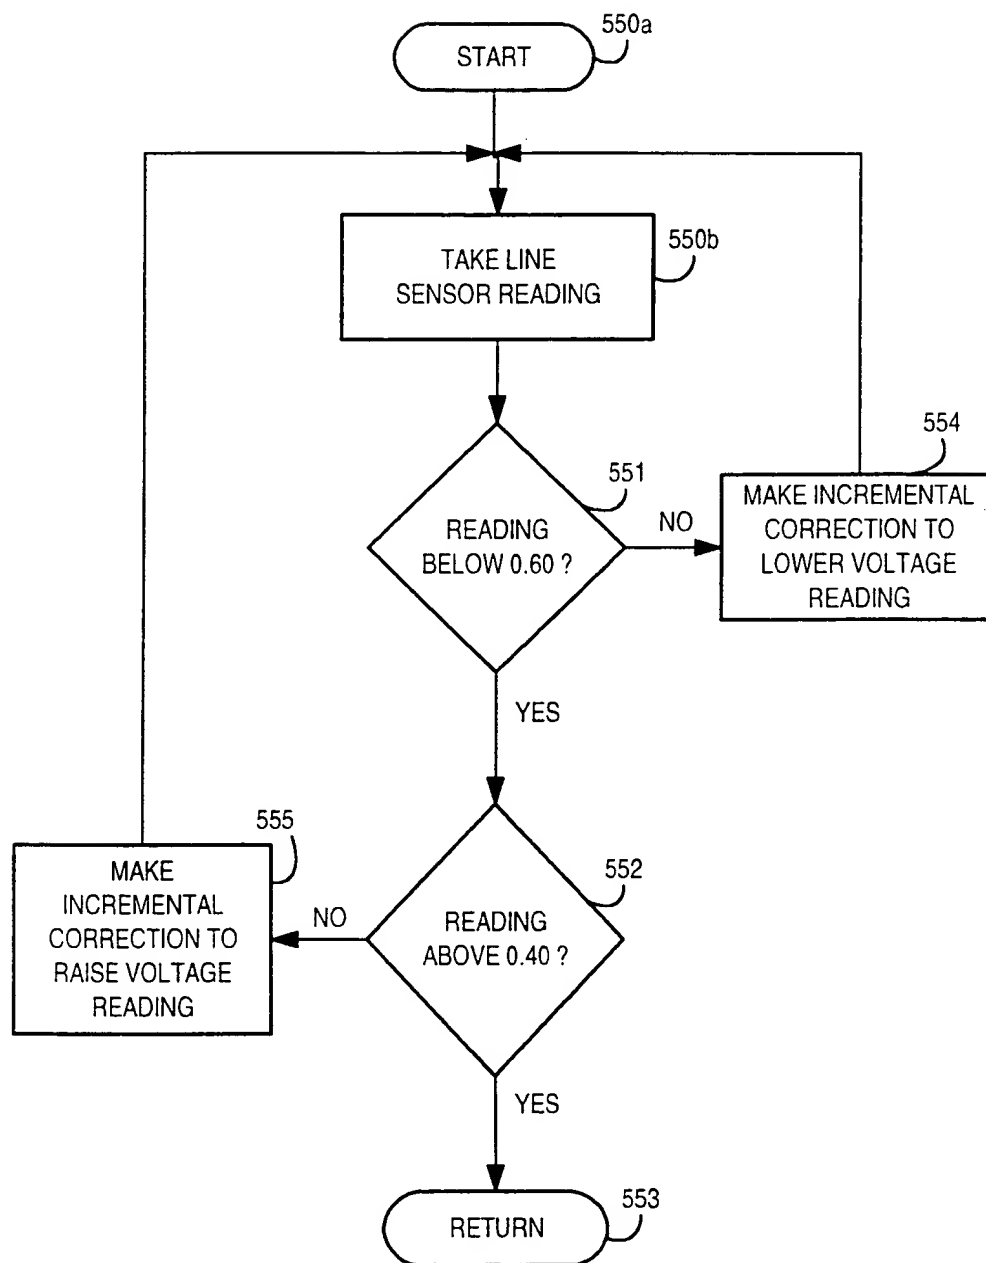 550a
START
550b
TAKE LINE
SENSOR READING
551
READING
BELOW 0.60 ?
NO
554
MAKE INCREMENTAL
CORRECTION TO
LOWER VOLTAGE
READING
YES
555
MAKE
INCREMENTAL
CORRECTION TO
RAISE VOLTAGE
READING
NO
552
READING
ABOVE 0.40 ?
YES
553
RETURN